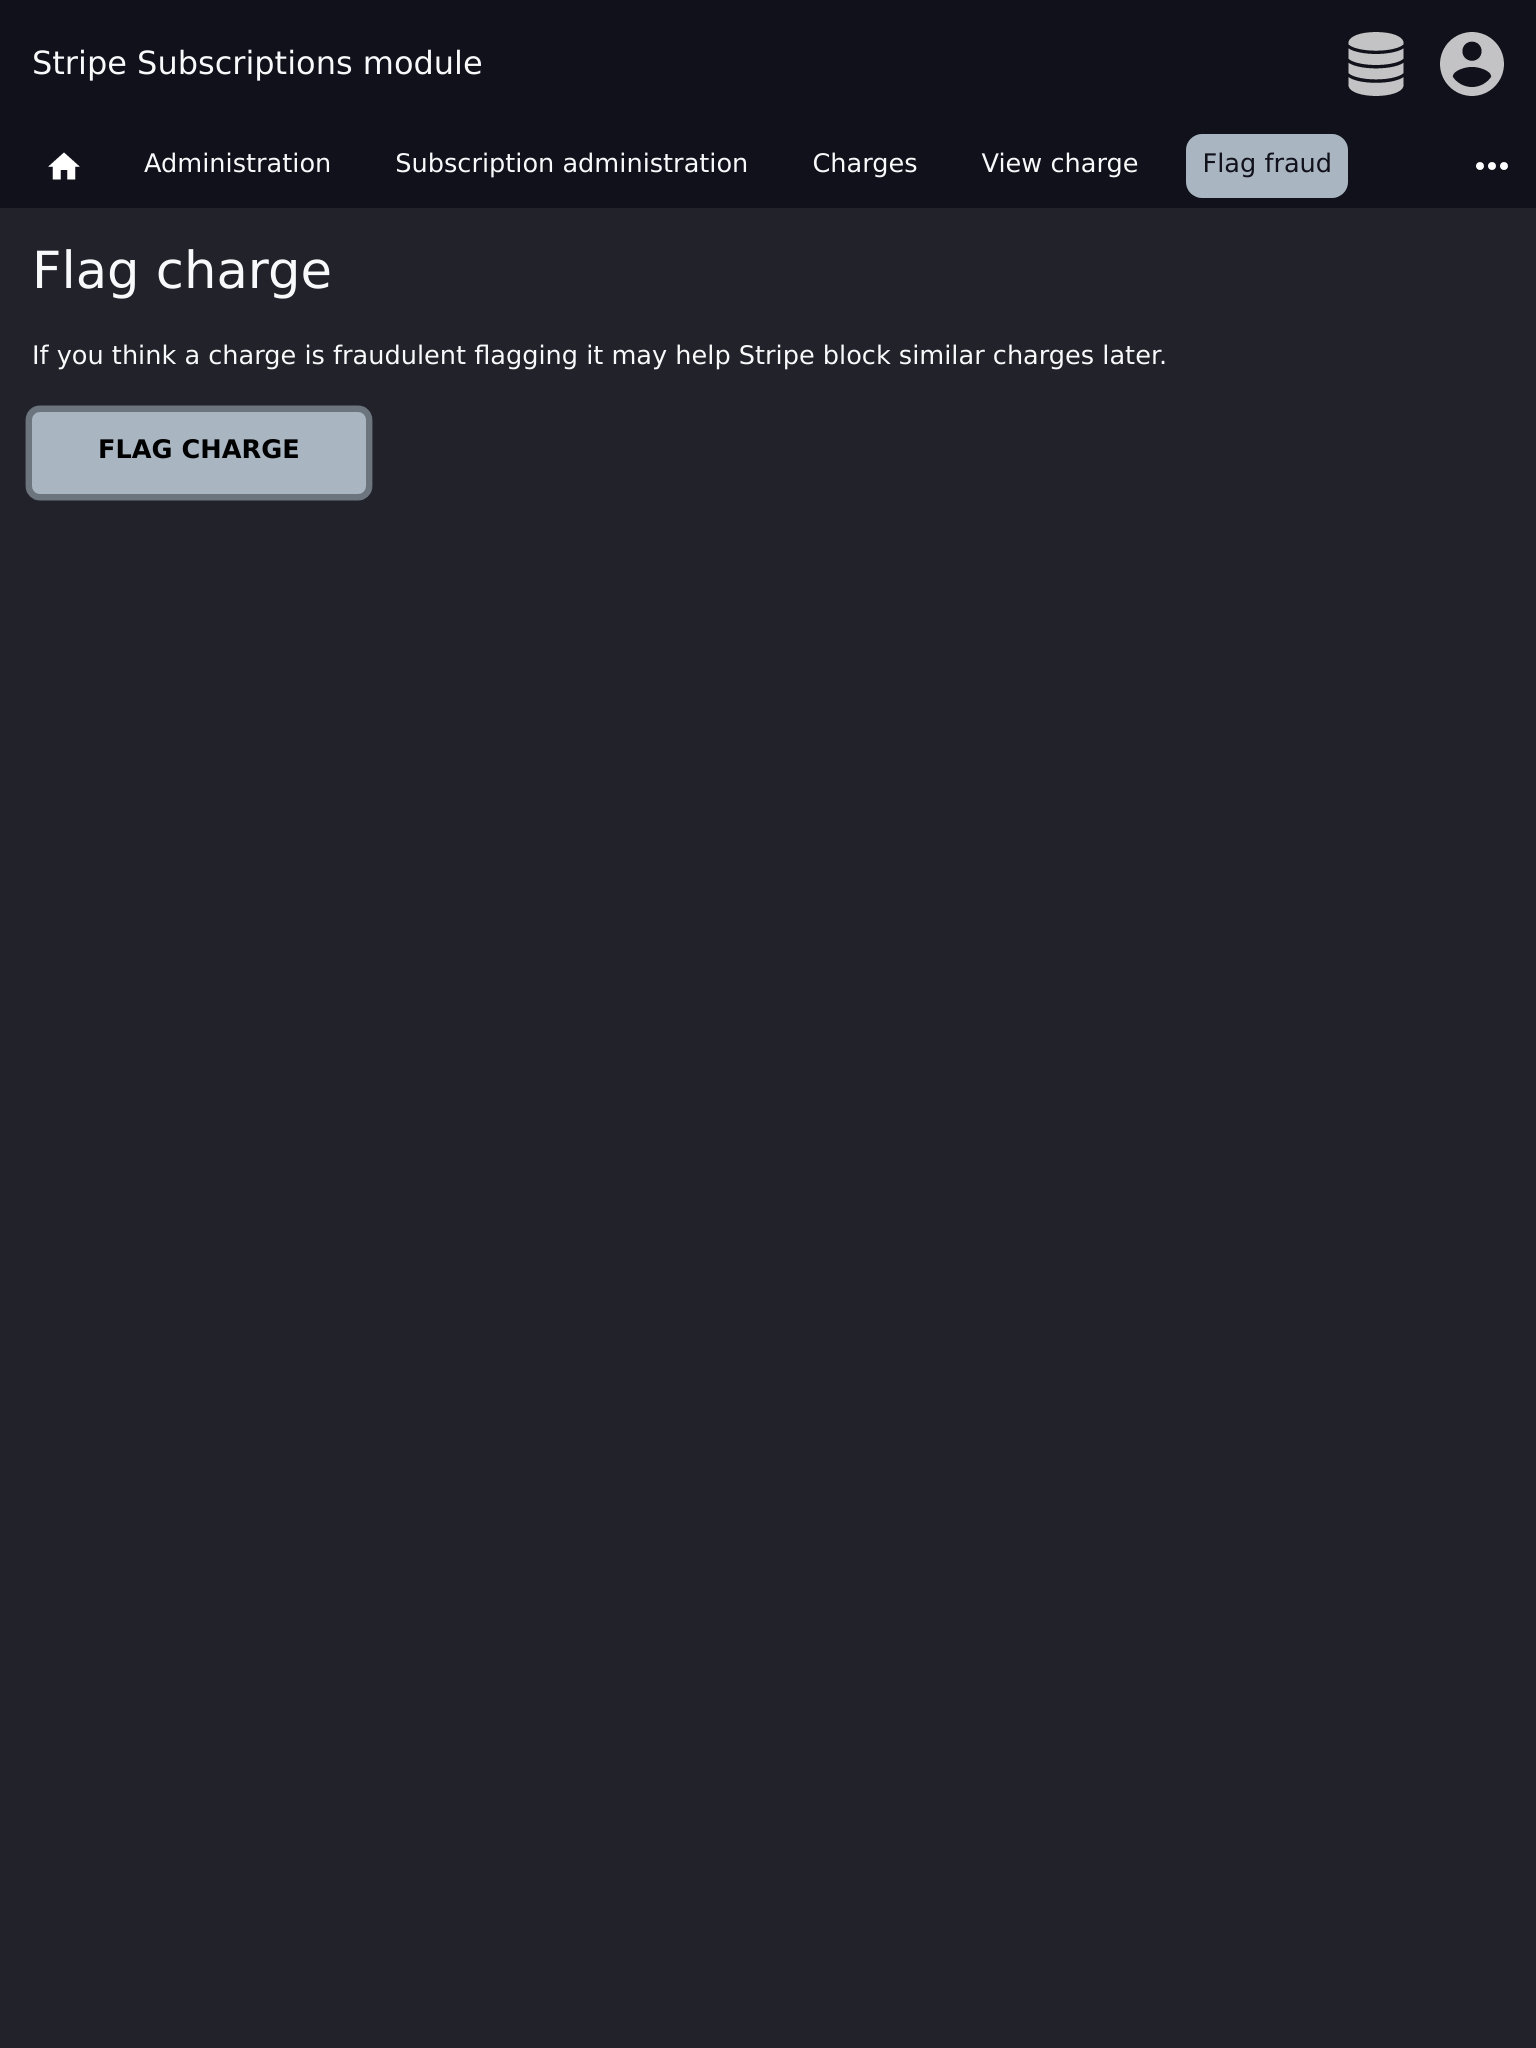 Stripe Subscriptions module
Administration Subscription administration Charges View charge Flag fraud
Flag charge
If you think a charge is fraudulent flagging it may help Stripe block similar charges later.
FLAG CHARGE